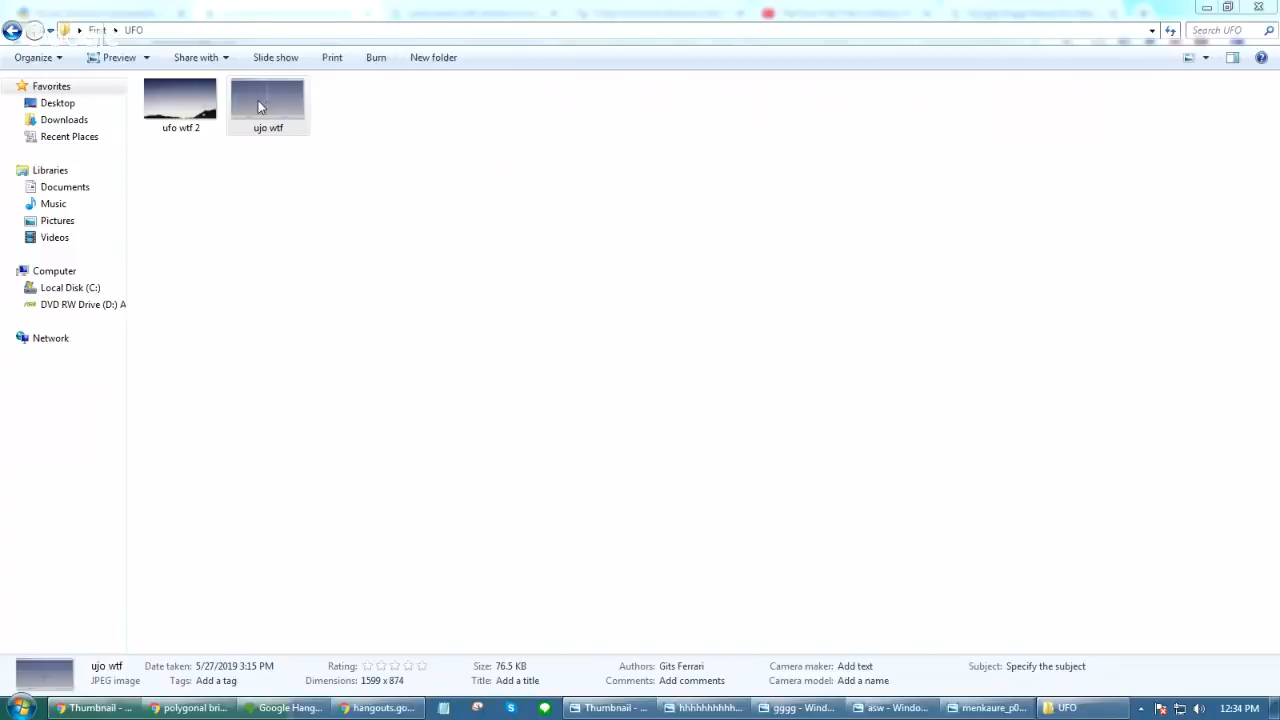 First ▸ UFO
Search UFO
Organize
Preview
Share with
Slide show
Print
Burn
New folder
Favorites
Desktop
Downloads
Recent Places
Libraries
Documents
Music
Pictures
Videos
Computer
Local Disk (C:)
DVD RW Drive (D:) A
Network
ufo wtf 2
ujo wtf
ujo wtf Date taken: 5/27/2019 3:15 PM Rating: Size: 76.5 KB Authors: Gits Ferrari Camera maker: Add text Subject: Specify the subject
JPEG image Tags: Add a tag Dimensions: 1599 x 874 Title: Add a title Comments: Add comments Camera model: Add a name
Thumbnail - ... polygonal bri... Google Hang... hangouts.go... Thumbnail - ... hhhhhhhhhh... gggg - Wind... asw - Windo... menkaure_p0... UFO 12:34 PM